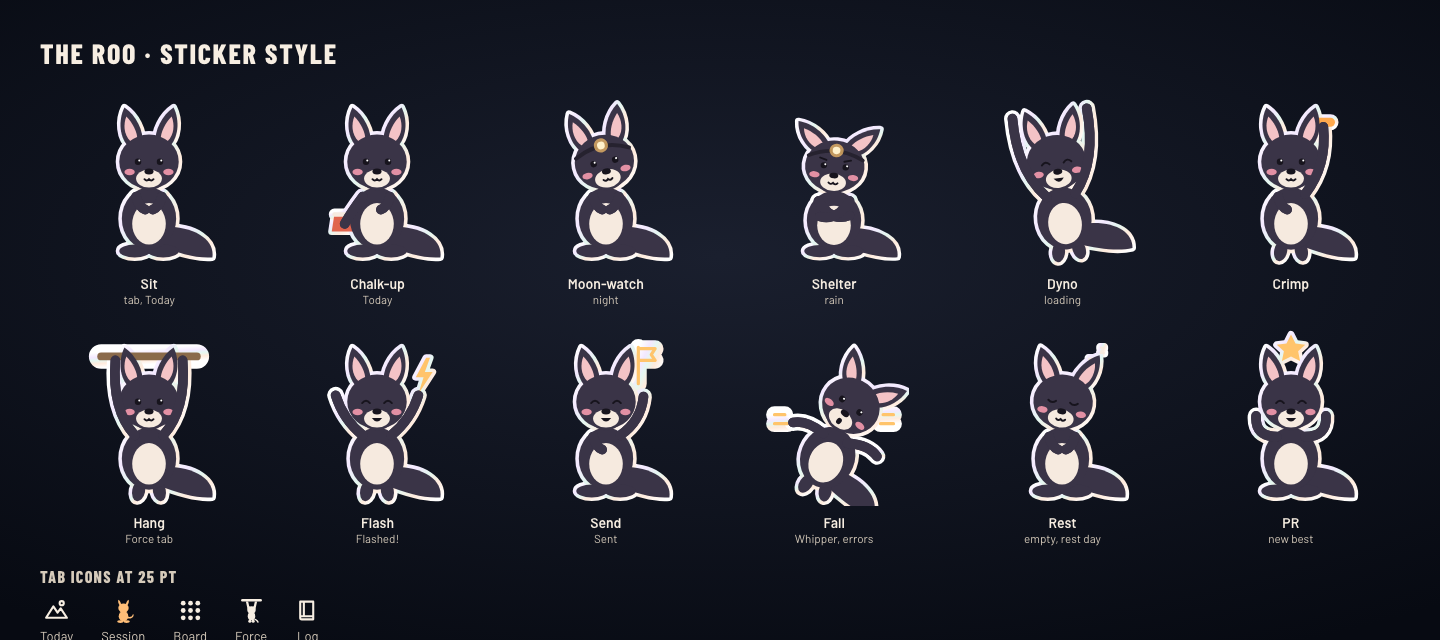 THE ROO · STICKER STYLE
Sit
tab, Today
Chalk-up
Today
Moon-watch
night
Shelter
rain
Dyno
loading
Crimp
Hang
Force tab
Flash
Flashed!
Send
Sent
Fall
Whipper, errors
Rest
empty, rest day
PR
new best
TAB ICONS AT 25 PT
Today
Session
Board
Force
Log